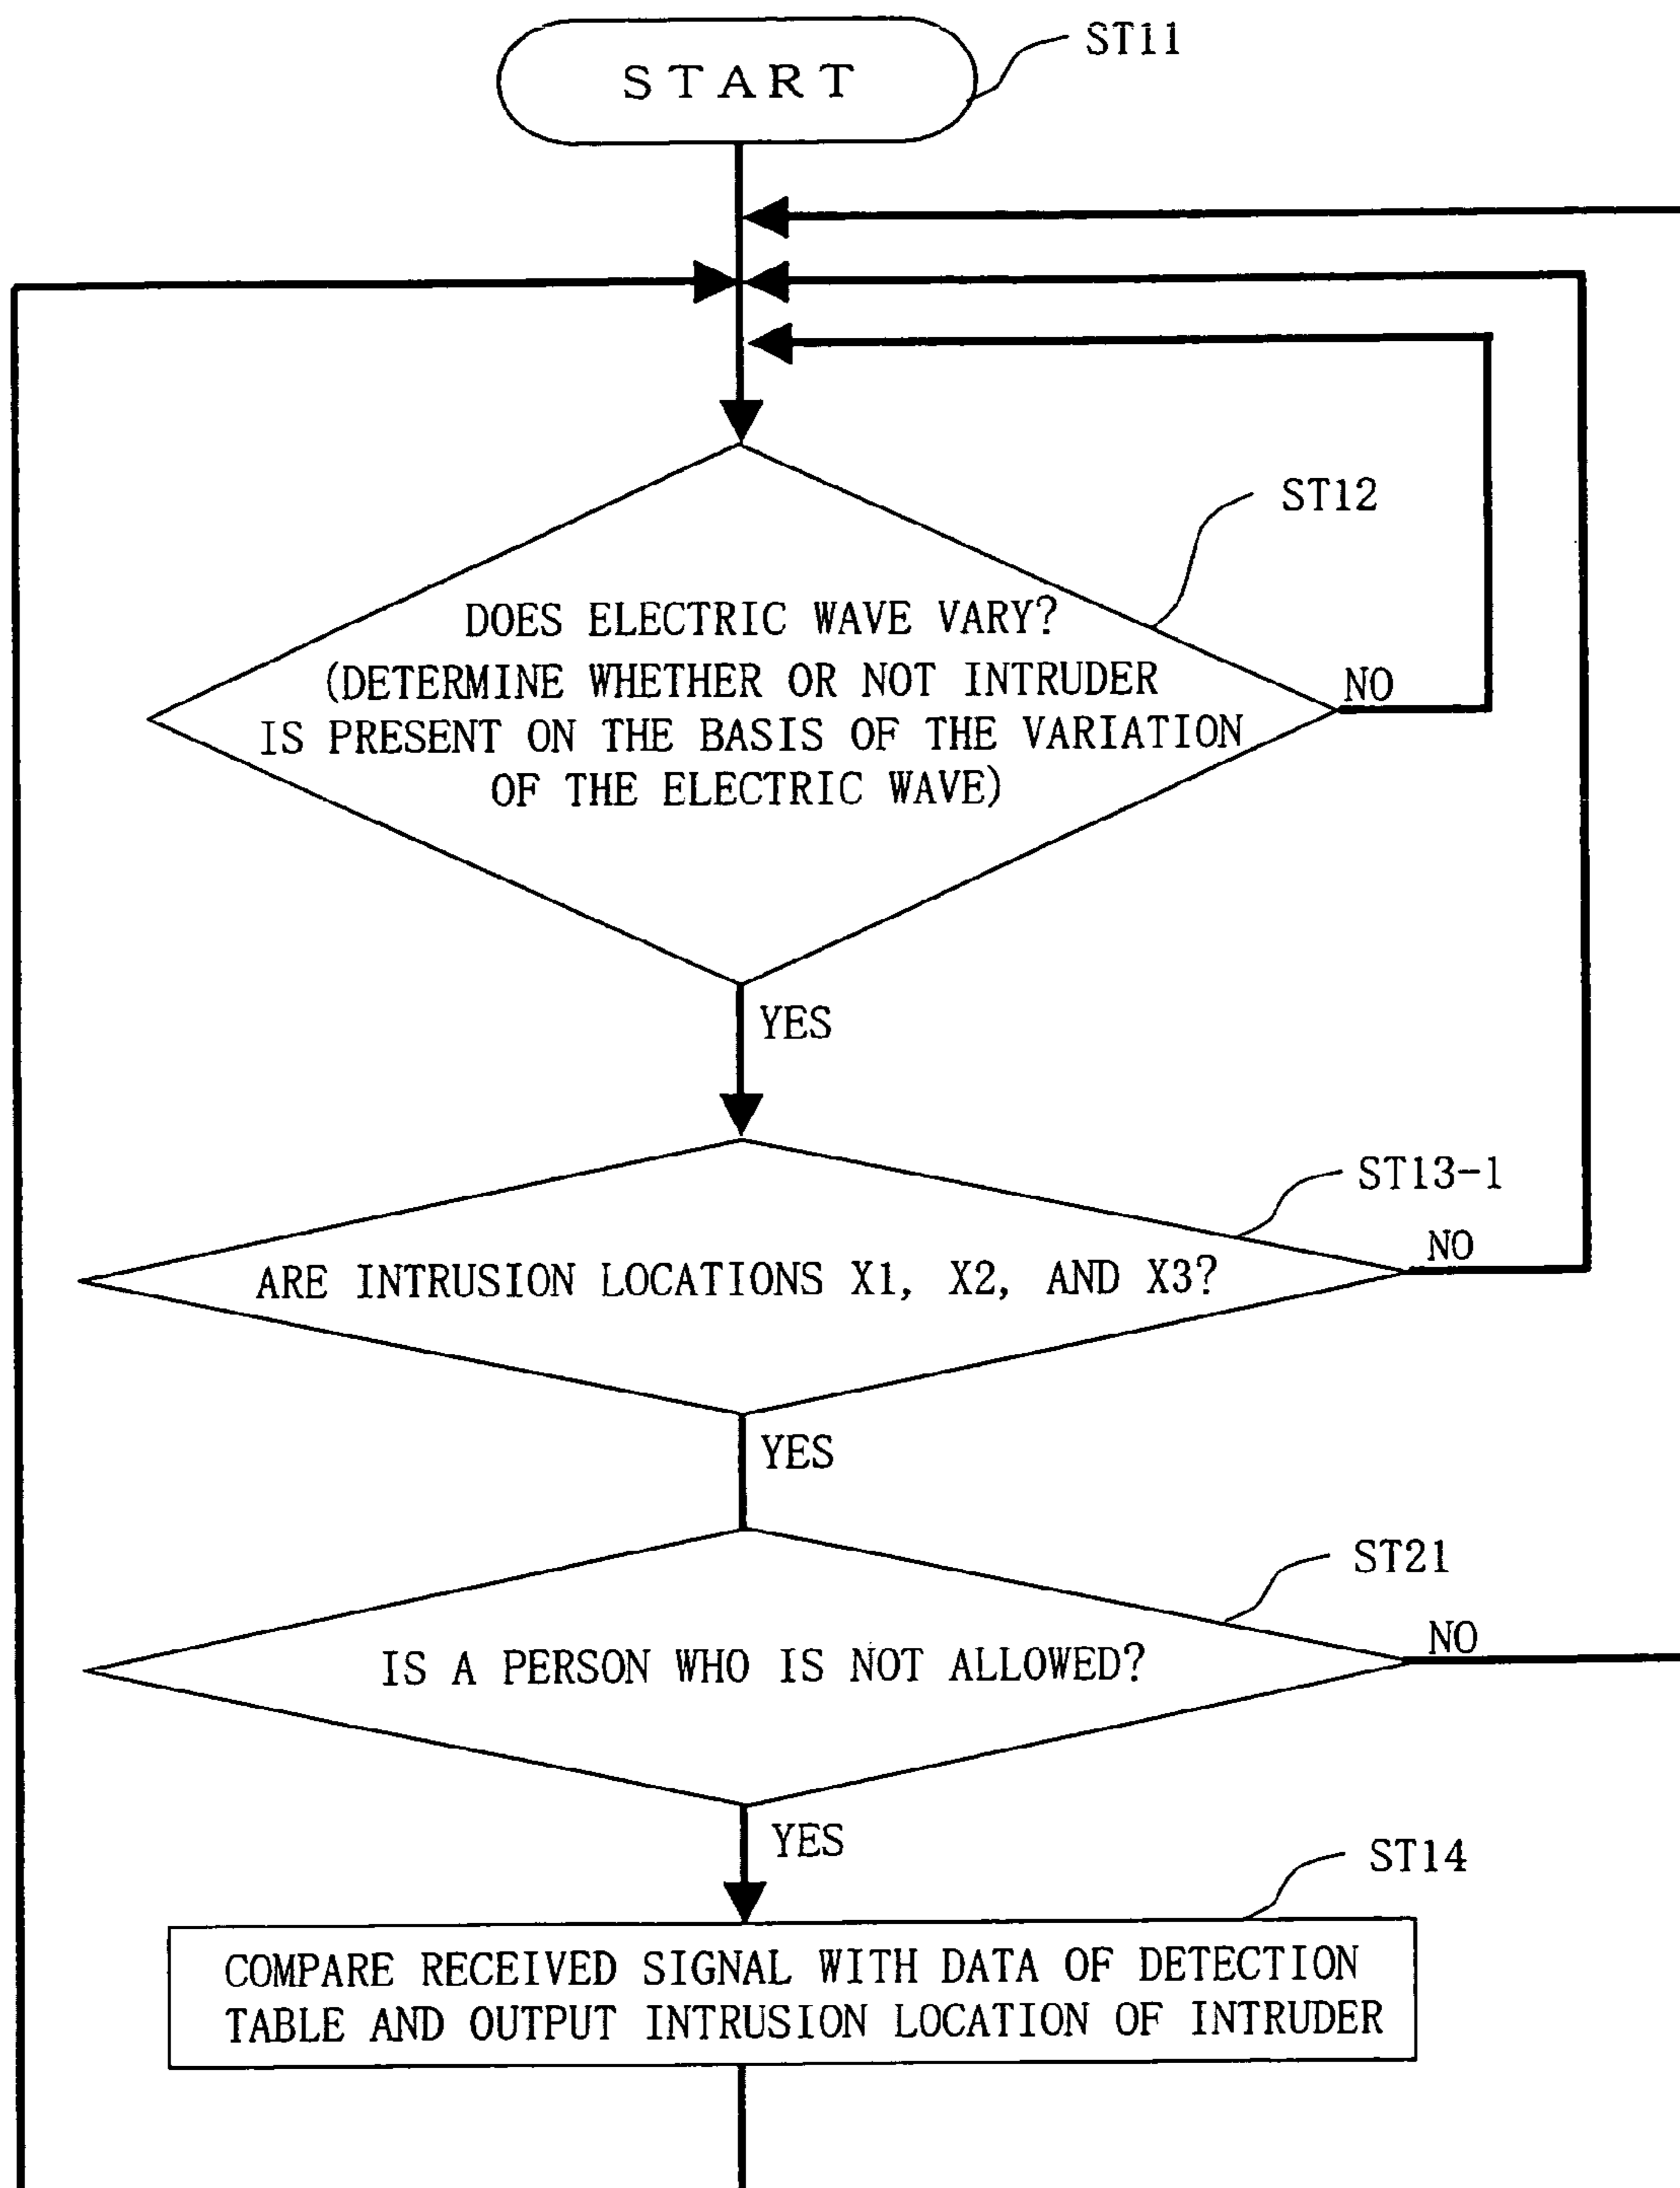 START
ST11
ST12
DOES ELECTRIC WAVE VARY?
(DETERMINE WHETHER OR NOT INTRUDER
IS PRESENT ON THE BASIS OF THE VARIATION
OF THE ELECTRIC WAVE)
NO
YES
ST13-1
ARE INTRUSION LOCATIONS X1, X2, AND X3?
NO
YES
ST21
IS A PERSON WHO IS NOT ALLOWED?
NO
YES
ST14
COMPARE RECEIVED SIGNAL WITH DATA OF DETECTION
TABLE AND OUTPUT INTRUSION LOCATION OF INTRUDER